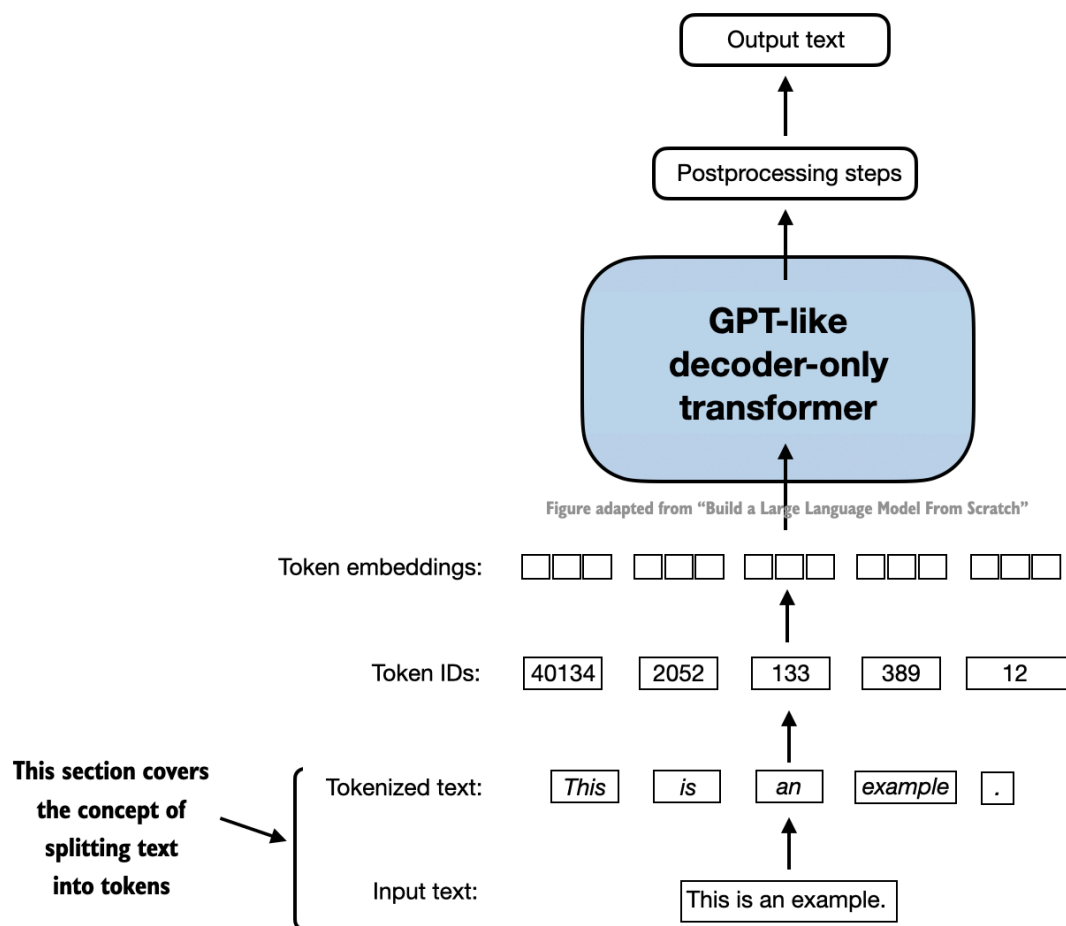 Output text
Postprocessing steps
GPT-like
decoder-only
transformer
Figure adapted from “Build a Large Language Model From Scratch”
Token embeddings:
Token IDs: 40134 2052 133 389 12
This section covers
the concept of
splitting text
into tokens
Tokenized text: This is an example .
Input text: This is an example.